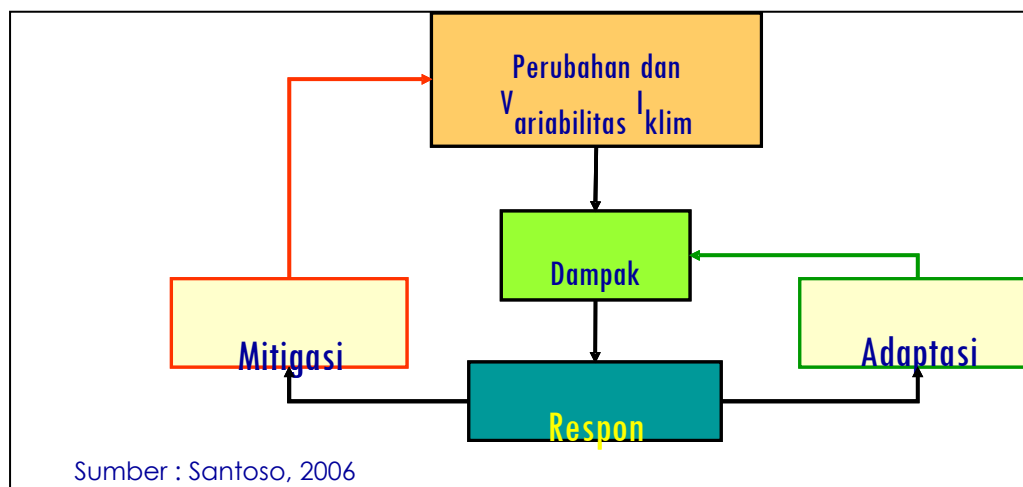 Perubahan dan
Variabilitas Iklim
Dampak
Mitigasi
Adaptasi
Respon
Sumber : Santoso, 2006